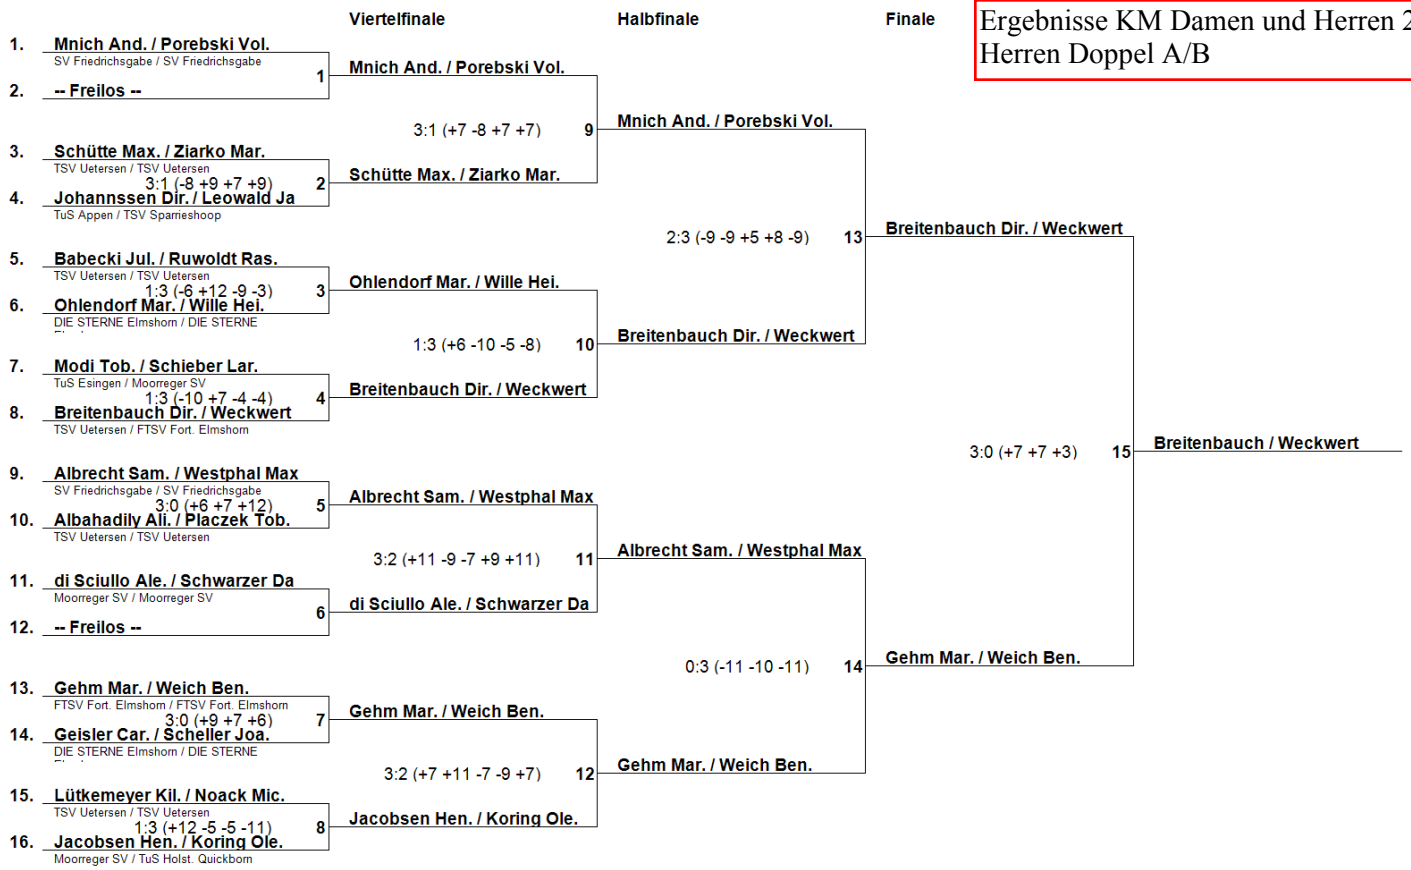 Viertelfinale
Halbfinale
Finale
Ergebnisse KM Damen und Herren 2
Herren Doppel A/B
1. Mnich And. / Porebski Vol.
SV Friedrichsgabe / SV Friedrichsgabe
1
Mnich And. / Porebski Vol.
2. -- Freilos --
3:1 (+7 -8 +7 +7) 9
Mnich And. / Porebski Vol.
3. Schütte Max. / Ziarko Mar.
TSV Uetersen / TSV Uetersen
3:1 (-8 +9 +7 +9) 2
Schütte Max. / Ziarko Mar.
4. Johannssen Dir. / Leowald Ja
TuS Appen / TSV Sparrieshoop
2:3 (-9 -9 +5 +8 -9) 13
Breitenbauch Dir. / Weckwert
5. Babecki Jul. / Ruwoldt Ras.
TSV Uetersen / TSV Uetersen
1:3 (-6 +12 -9 -3) 3
Ohlendorf Mar. / Wille Hei.
6. Ohlendorf Mar. / Wille Hei.
DIE STERNE Elmshorn / DIE STERNE
1:3 (+6 -10 -5 -8) 10
Breitenbauch Dir. / Weckwert
7. Modi Tob. / Schieber Lar.
TuS Esingen / Moorreger SV
1:3 (-10 +7 -4 -4) 4
Breitenbauch Dir. / Weckwert
8. Breitenbauch Dir. / Weckwert
TSV Uetersen / FTSV Fort. Elmshorn
3:0 (+7 +7 +3) 15
Breitenbauch / Weckwert
9. Albrecht Sam. / Westphal Max
SV Friedrichsgabe / SV Friedrichsgabe
3:0 (+6 +7 +12) 5
Albrecht Sam. / Westphal Max
10. Albahadily Ali. / Placzek Tob.
TSV Uetersen / TSV Uetersen
3:2 (+11 -9 -7 +9 +11) 11
Albrecht Sam. / Westphal Max
11. di Sciullo Ale. / Schwarzer Da
Moorreger SV / Moorreger SV
6
di Sciullo Ale. / Schwarzer Da
12. -- Freilos --
0:3 (-11 -10 -11) 14
Gehm Mar. / Weich Ben.
13. Gehm Mar. / Weich Ben.
FTSV Fort. Elmshorn / FTSV Fort. Elmshorn
3:0 (+9 +7 +6) 7
Gehm Mar. / Weich Ben.
14. Geisler Car. / Scheller Joa.
DIE STERNE Elmshorn / DIE STERNE
3:2 (+7 +11 -7 -9 +7) 12
Gehm Mar. / Weich Ben.
15. Lütkemeyer Kil. / Noack Mic.
TSV Uetersen / TSV Uetersen
1:3 (+12 -5 -5 -11) 8
Jacobsen Hen. / Koring Ole.
16. Jacobsen Hen. / Koring Ole.
Moorreger SV / TuS Holst. Quickborn